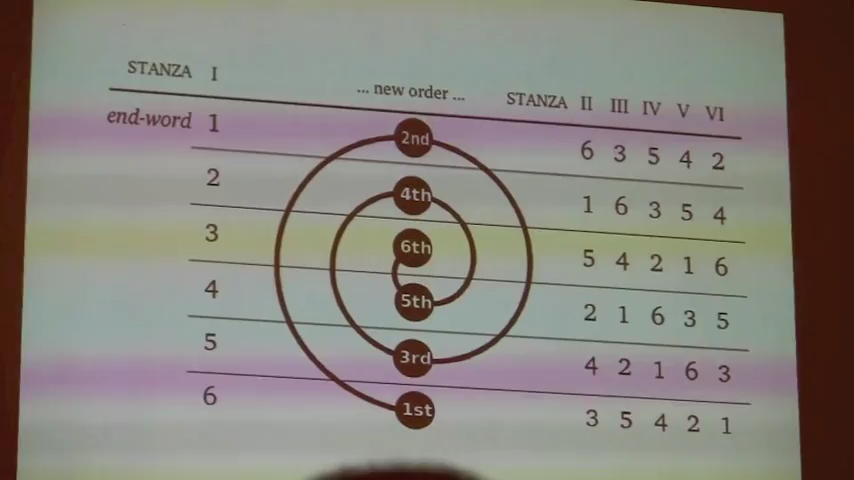 STANZA I ... new order ... STANZA II III IV V VI
end-word 1 2nd 6 3 5 4 2
2 4th 1 6 3 5 4
3 6th 5 4 2 1 6
4 5th 2 1 6 3 5
5 3rd 4 2 1 6 3
6 1st 3 5 4 2 1